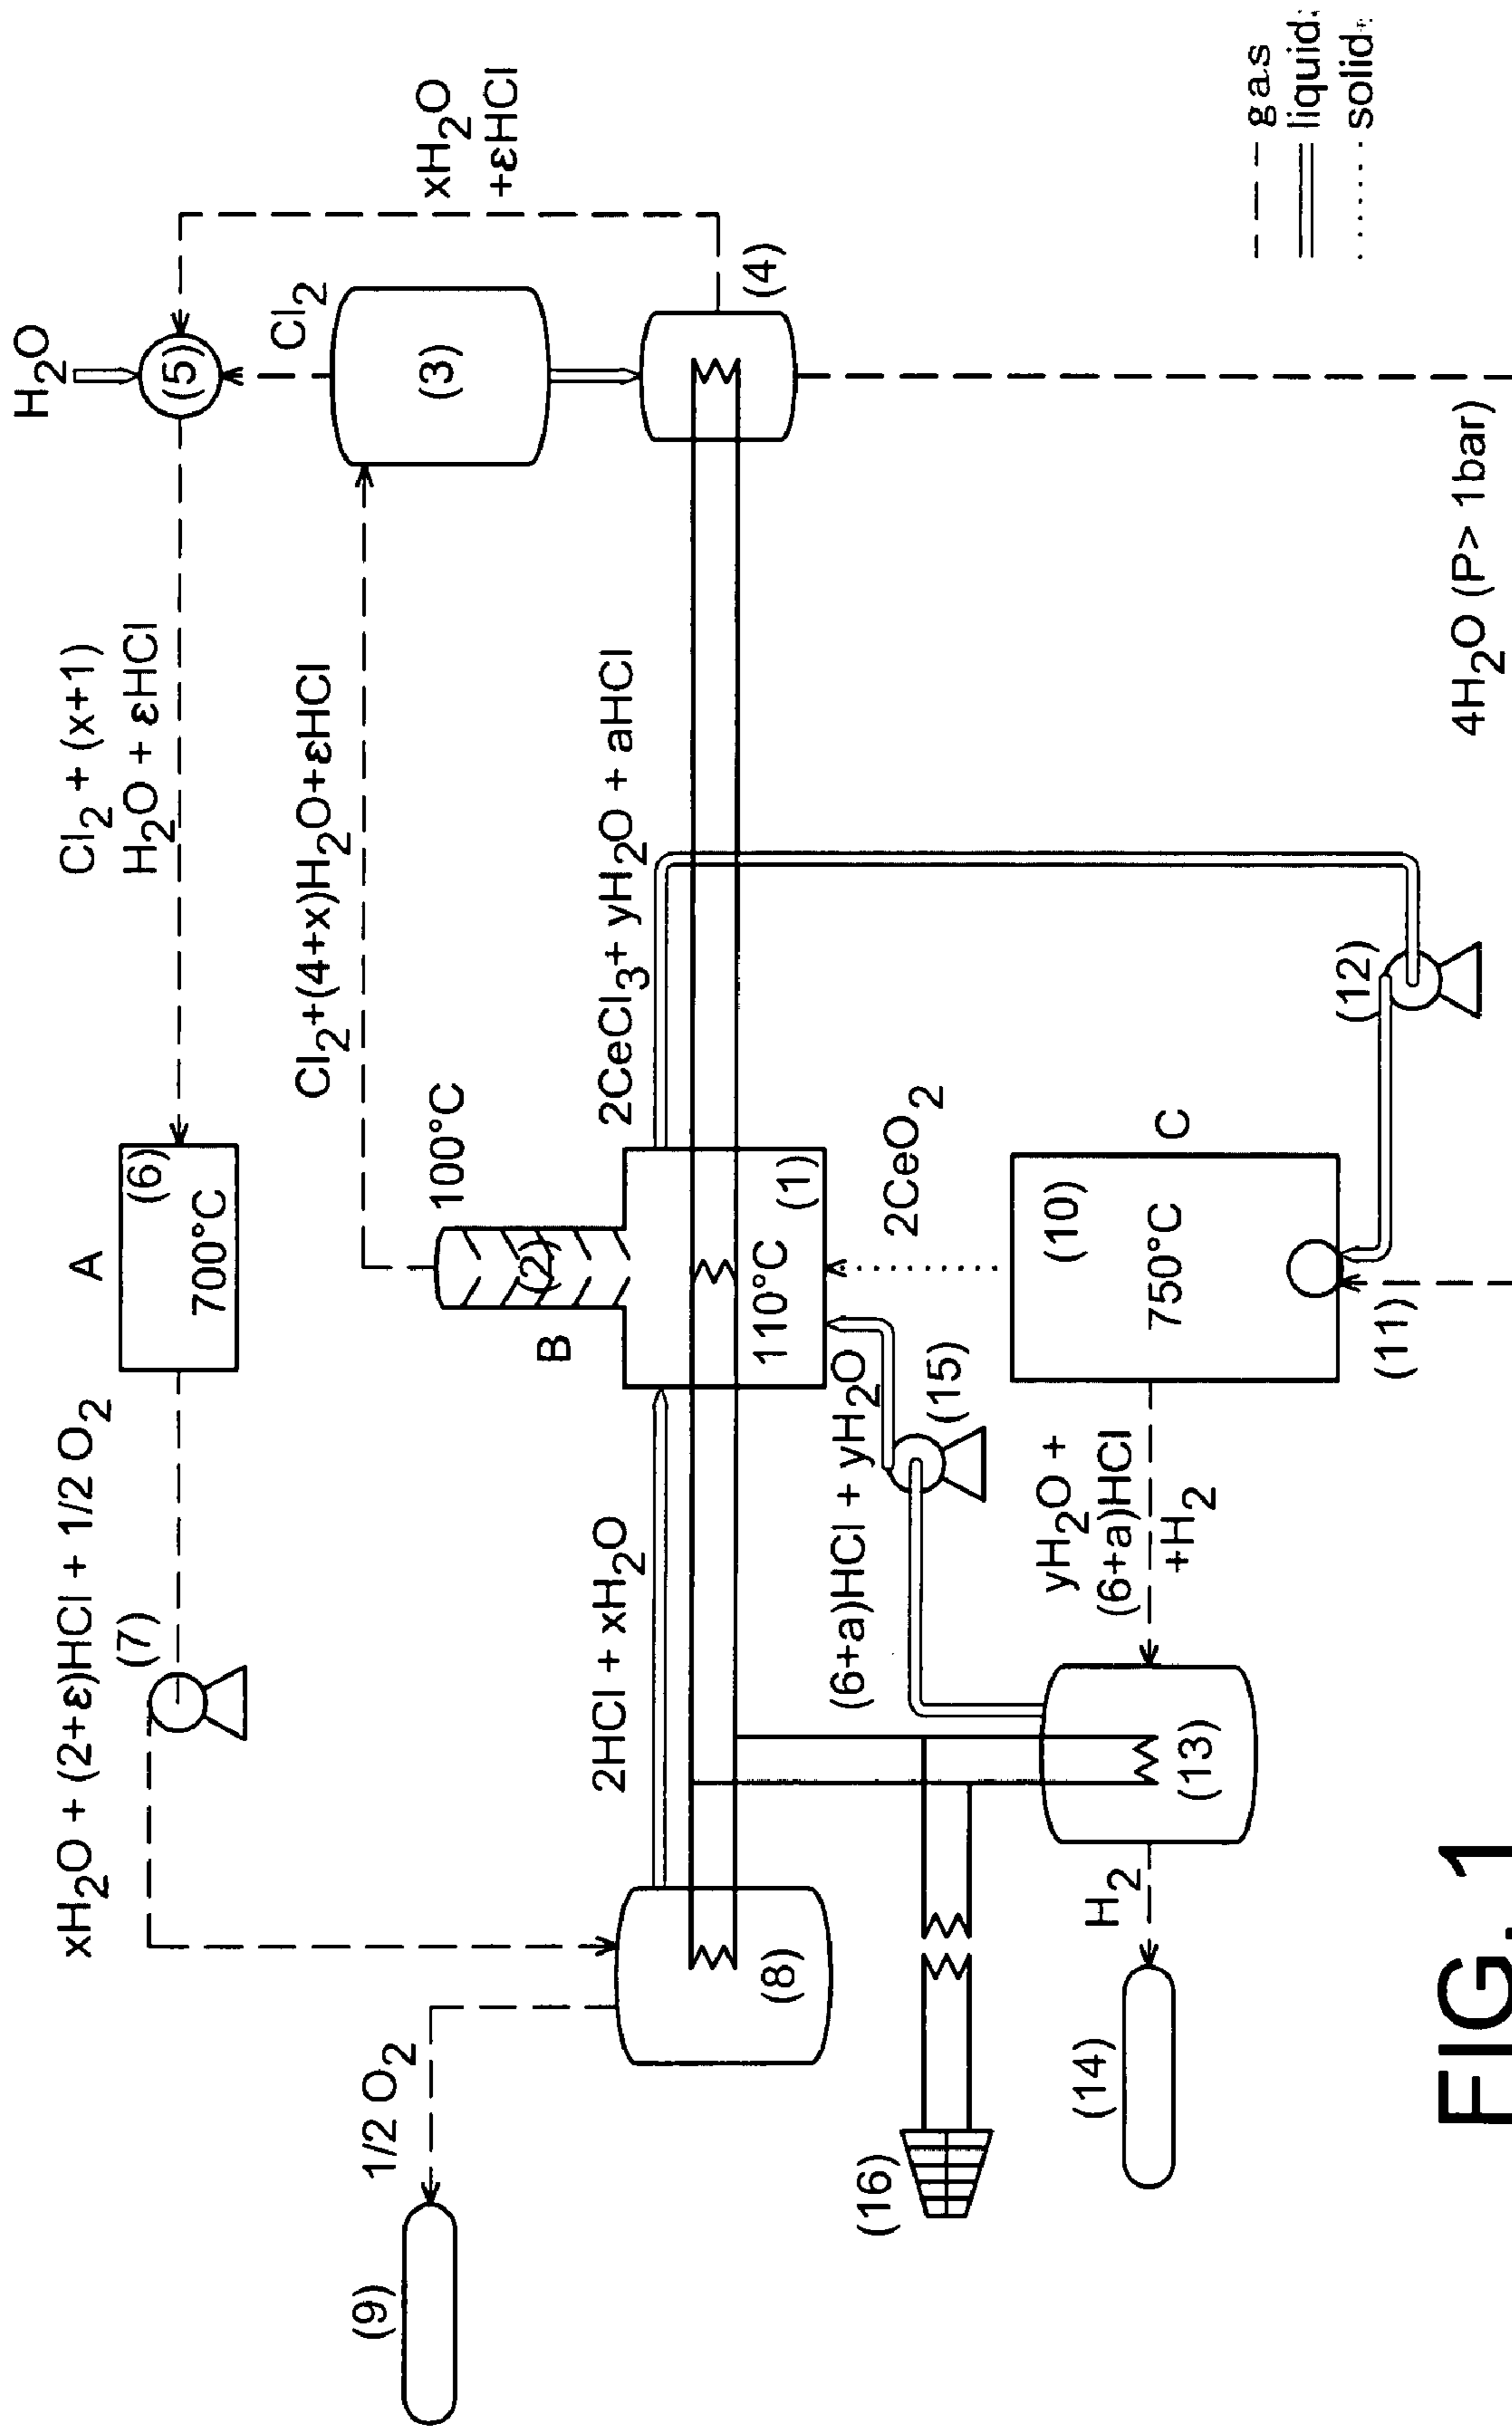 H2O
(5)
xH2O
+εHCl
Cl2
(3)
(4)
gas
liquid
solid
Cl2 + (x+1)
H2O + εHCl
Cl2+(4+x)H2O+εHCl
2CeCl3+ yH2O + aHCl
4H2O (P> 1bar)
A
(6)
700°C
100°C
(2)
B
(1)
110°C
(12)
2CeO2
C
(10)
750°C
(11)
xH2O + (2+ε)HCl + 1/2 O2
(7)
2HCl + xH2O
(6+a)HCl + yH2O
(15)
yH2O +
(6+a)HCl
+H2
(8)
(13)
1/2 O2
(9)
(16)
H2
(14)
FIG. 1